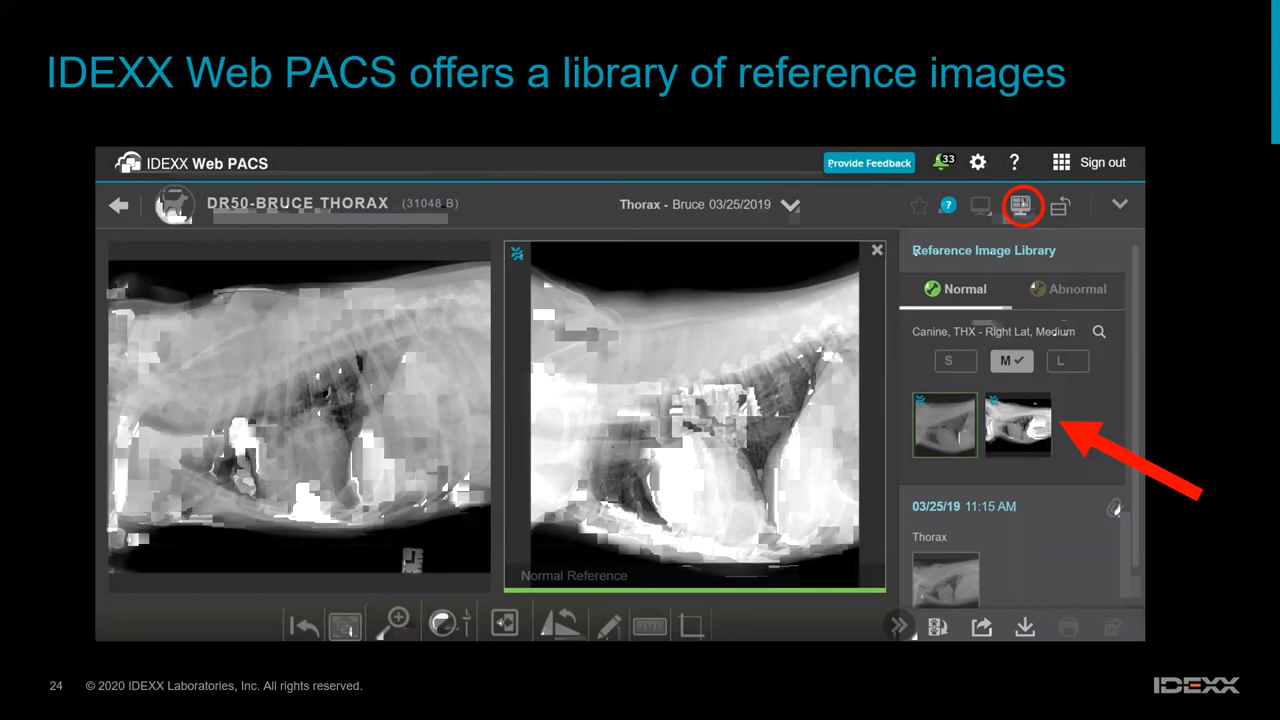 IDEXX Web PACS offers a library of reference images
IDEXX Web PACS
Provide Feedback
33
?
Sign out
DR50-BRUCE THORAX (31048 B)
Thorax - Bruce 03/25/2019
?
Reference Image Library
Normal
Abnormal
Canine, THX - Right Lat, Medium
S
M
L
03/25/19 11:15 AM
Thorax
Normal Reference
24
© 2020 IDEXX Laboratories, Inc. All rights reserved.
IDEXX